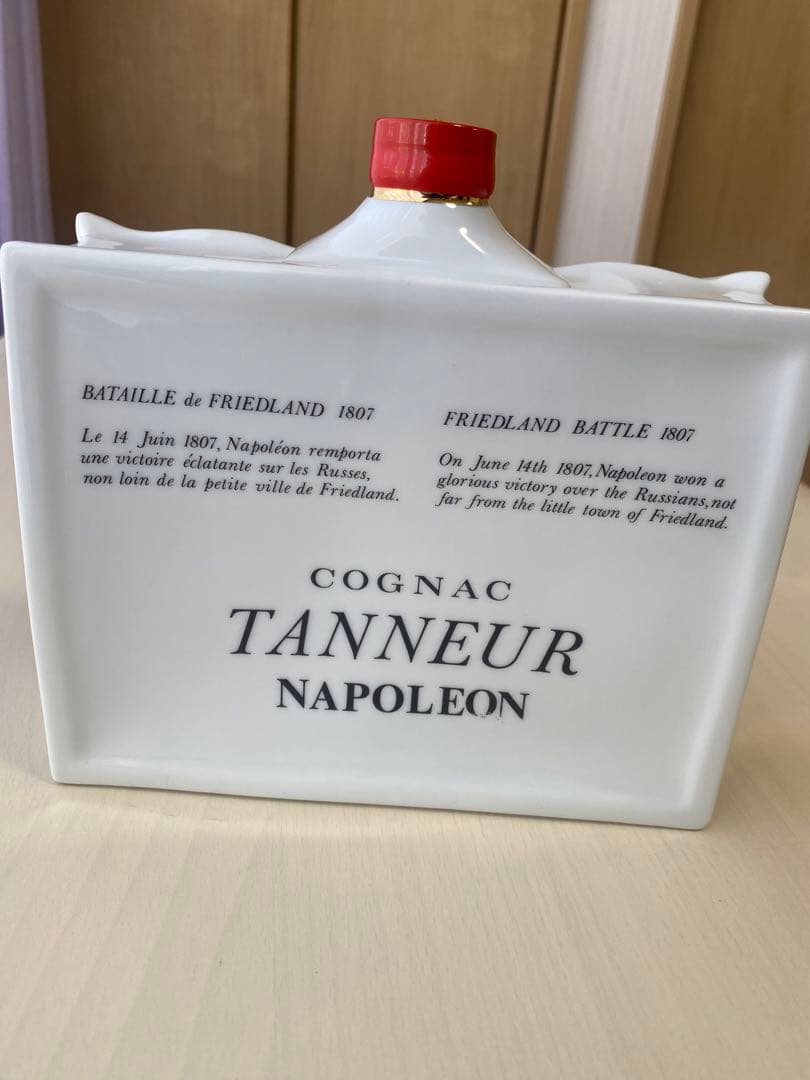 BATAILLE de FRIEDLAND 1807
Le 14 Juin 1807, Napoléon remporta
une victoire éclatante sur les Russes,
non loin de la petite ville de Friedland.
FRIEDLAND BATTLE 1807
On June 14th 1807, Napoleon won a
glorious victory over the Russians, not
far from the little town of Friedland.
COGNAC
TANNEUR
NAPOLEON